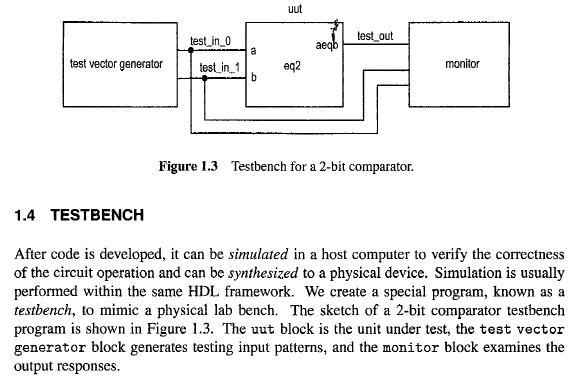 uut
test_in_0
test_out
a
aeqb
test vector generator
test_in_1
eq2
monitor
b
Figure 1.3 Testbench for a 2-bit comparator.
1.4 TESTBENCH
After code is developed, it can be simulated in a host computer to verify the correctness
of the circuit operation and can be synthesized to a physical device. Simulation is usually
performed within the same HDL framework. We create a special program, known as a
testbench, to mimic a physical lab bench. The sketch of a 2-bit comparator testbench
program is shown in Figure 1.3. The uut block is the unit under test, the test vector
generator block generates testing input patterns, and the monitor block examines the
output responses.